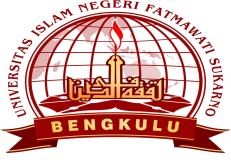 UNIVERSITAS ISLAM NEGERI FATMAWATI SUKARNO
BENGKULU